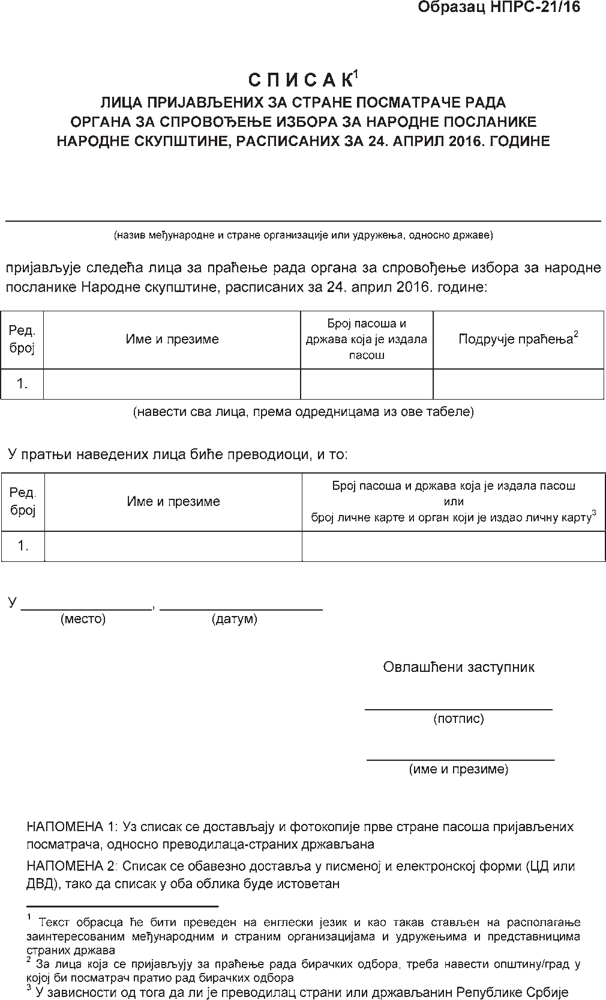 Образац НПРС-21/16
С П И С А К1
ЛИЦА ПРИЈАВЉЕНИХ ЗА СТРАНЕ ПОСМАТРАЧЕ РАДА
ОРГАНА ЗА СПРОВОЂЕЊЕ ИЗБОРА ЗА НАРОДНЕ ПОСЛАНИКЕ
НАРОДНЕ СКУПШТИНЕ, РАСПИСАНИХ ЗА 24. АПРИЛ 2016. ГОДИНЕ
(назив међународне и стране организације или удружења, односно државе)
пријављује следећа лица за праћење рада органа за спровођење избора за народне
посланике Народне скупштине, расписаних за 24. април 2016. године:
Ред.
број
Име и презиме
Број пасоша и
држава која је издала
пасош
Подручје праћења2
1.
(навести сва лица, према одредницама из ове табеле)
У пратњи наведених лица биће преводиоци, и то:
Ред.
број
Име и презиме
Број пасоша и држава која је издала пасош
или
број личне карте и орган који је издао личну карту3
1.
У ____________________, ____________________
(место) (датум)
Овлашћени заступник
(потпис)
(име и презиме)
НАПОМЕНА 1: Уз списак се достављају и фотокопије прве стране пасоша пријављених
посматрача, односно преводилаца-страних држављана
НАПОМЕНА 2: Списак се обавезно доставља у писменој и електронској форми (ЦД или
ДВД), тако да списак у оба облика буде истоветан
1 Текст обрасца ће бити преведен на енглески језик и као такав стављен на располагање
заинтересованим међународним и страним организацијама и удружењима и представницима
страних држава
2 За лица која се пријављују за праћење рада бирачких одбора, треба навести општину/град у
којој би посматрач пратио рад бирачких одбора
3 У зависности од тога да ли је преводилац страни или држављанин Републике Србије